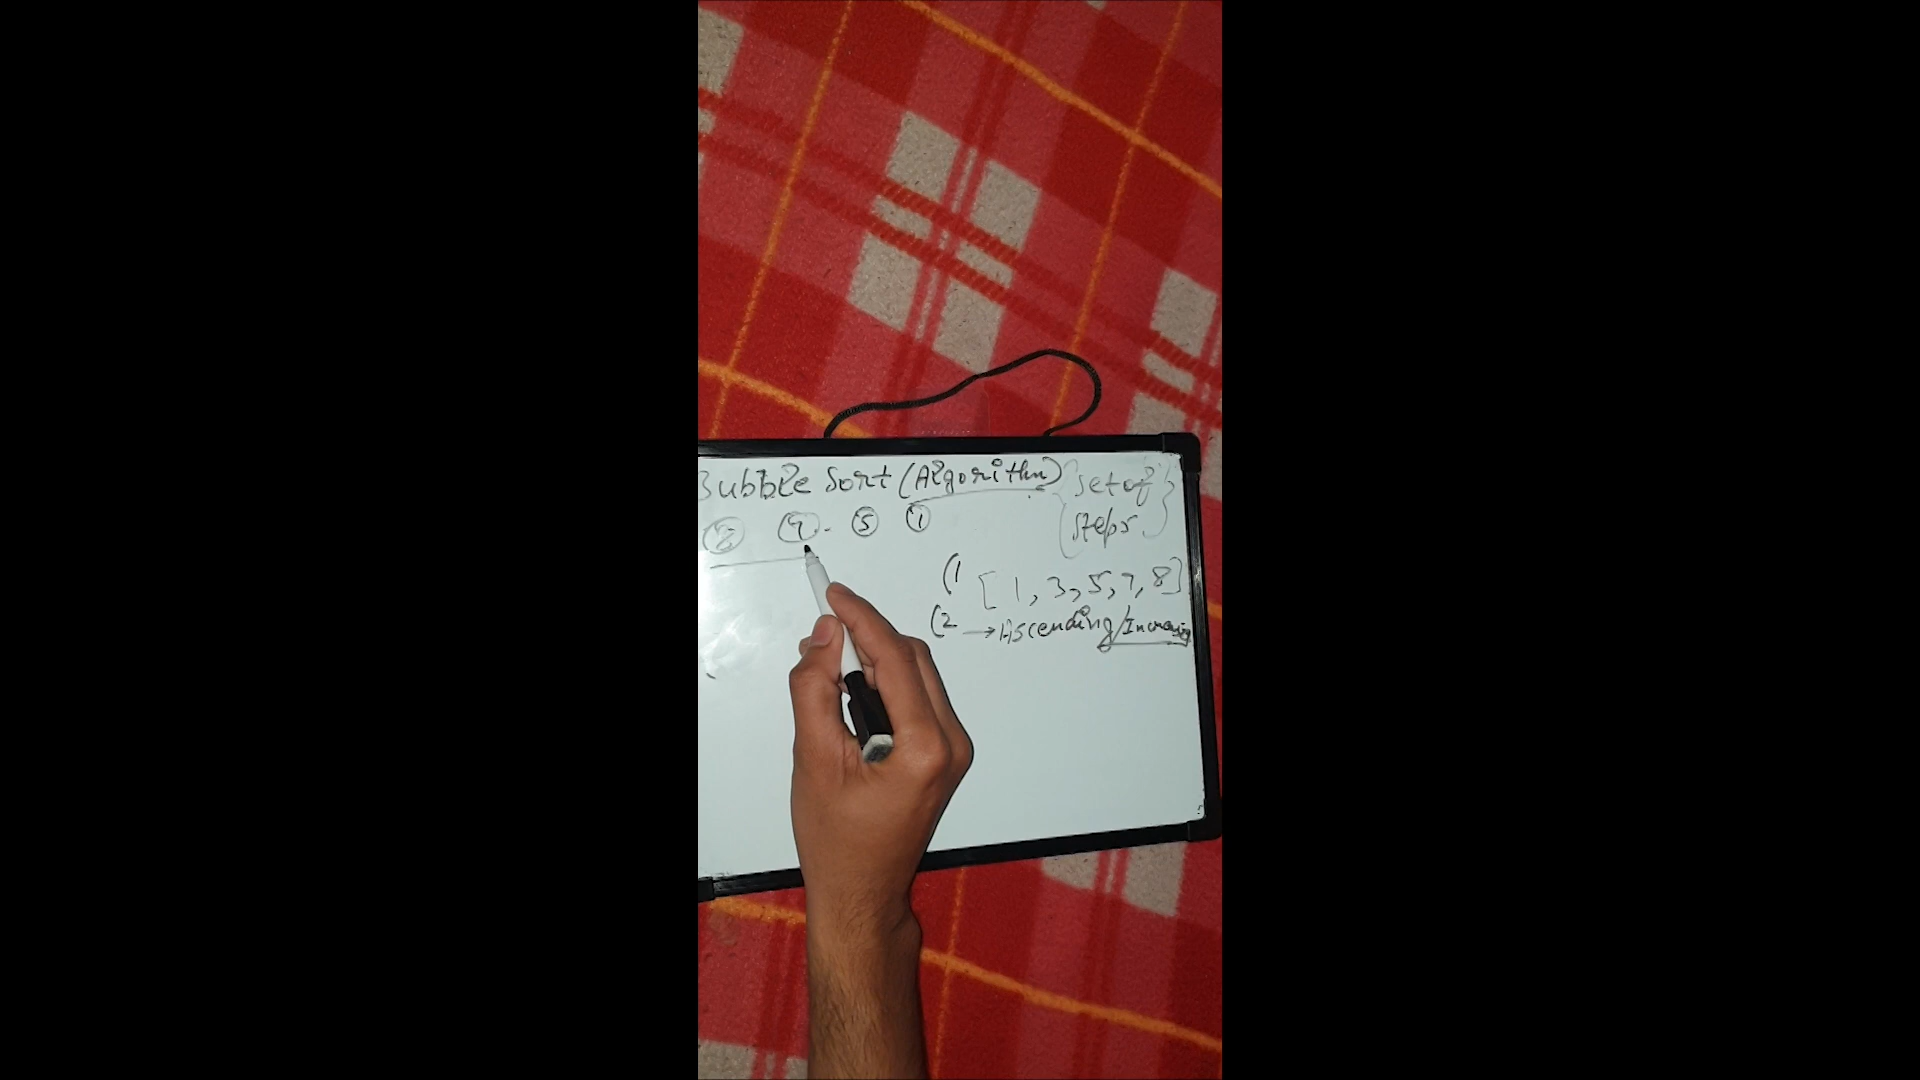 Bubble Sort (Algorithm) {set of steps}
8 9 5 1
(1 [1, 3, 5, 7, 8]
(2 → Ascending/Increasing